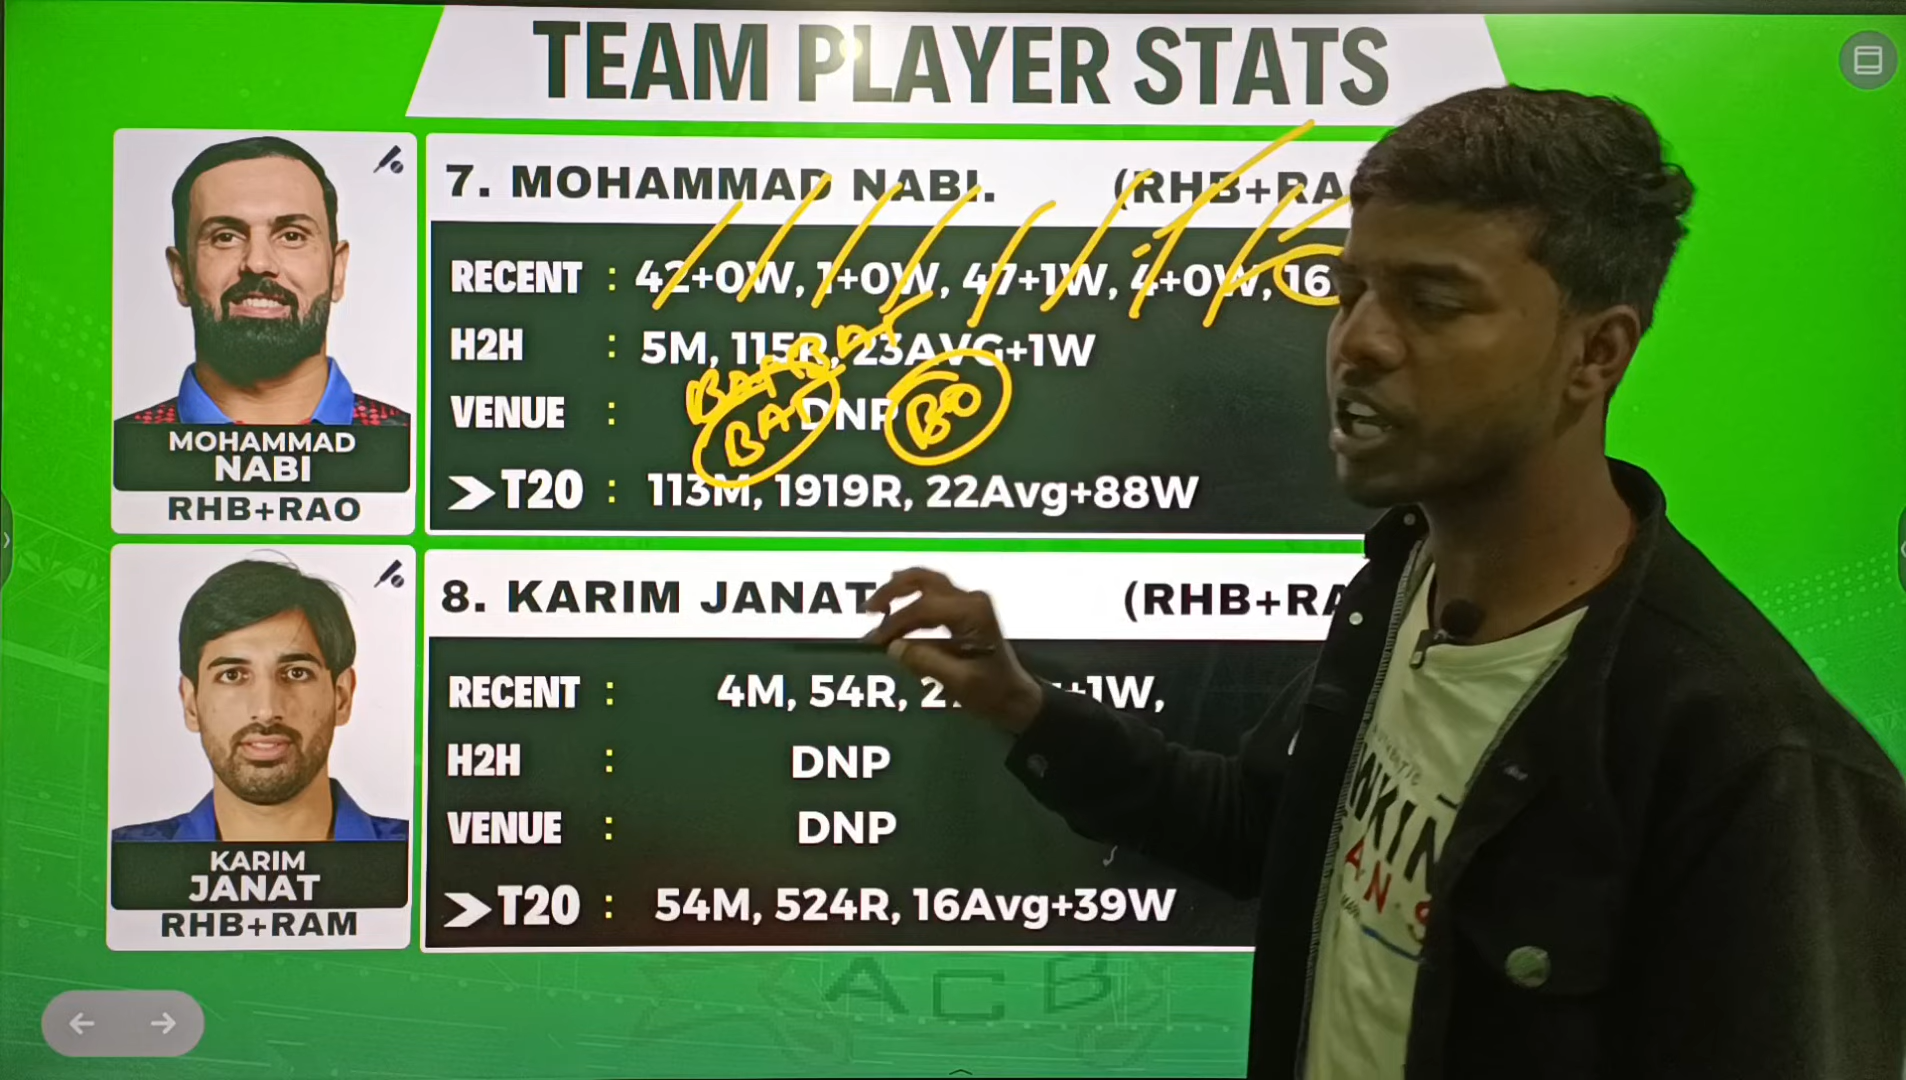 TEAM PLAYER STATS
7. MOHAMMAD NABI. (RHB+RA
RECENT : 42+0W, 1+0W, 47+1W, 4+0W, 16
H2H : 5M, 115R, 23AVG+1W
BAT
VENUE : DNP
BAT
BO
T20 : 113M, 1919R, 22Avg+88W
MOHAMMAD
NABI
RHB+RAO
8. KARIM JANAT (RHB+RA
RECENT : 4M, 54R, +1W,
H2H : DNP
VENUE : DNP
T20 : 54M, 524R, 16Avg+39W
KARIM
JANAT
RHB+RAM
ACB